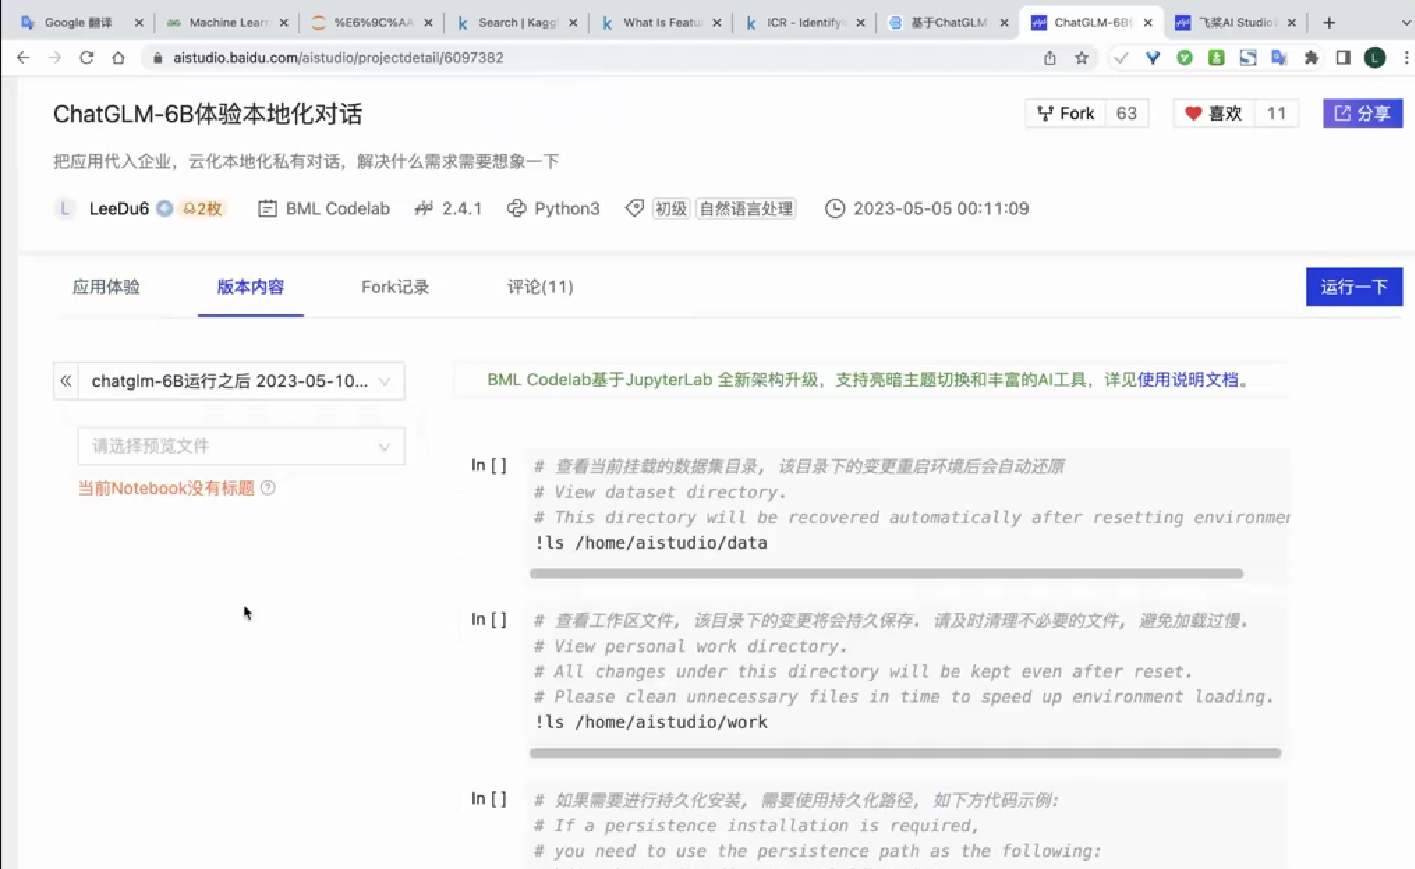 Google 翻译
Machine Lear
%E6%9C%AA
Search | Kagg
What Is Featu
ICR - Identify
基于ChatGLM
ChatGLM-6B
飞桨AI Studio
aistudio.baidu.com/aistudio/projectdetail/6097382
L
ChatGLM-6B体验本地化对话
Fork 63
喜欢 11
分享
把应用代入企业，云化本地化私有对话，解决什么需求需要想象一下
L LeeDu6 2枚 BML Codelab 2.4.1 Python3 初级 自然语言处理 2023-05-05 00:11:09
应用体验 版本内容 Fork记录 评论(11) 运行一下
« chatglm-6B运行之后 2023-05-10...
BML Codelab基于JupyterLab 全新架构升级，支持亮暗主题切换和丰富的AI工具，详见使用说明文档。
请选择预览文件
当前Notebook没有标题 ?
In [ ] # 查看当前挂载的数据集目录, 该目录下的变更重启环境后会自动还原
# View dataset directory.
# This directory will be recovered automatically after resetting environmen
!ls /home/aistudio/data
In [ ] # 查看工作区文件, 该目录下的变更将会持久保存. 请及时清理不必要的文件, 避免加载过慢.
# View personal work directory.
# All changes under this directory will be kept even after reset.
# Please clean unnecessary files in time to speed up environment loading.
!ls /home/aistudio/work
In [ ] # 如果需要进行持久化安装, 需要使用持久化路径, 如下方代码示例:
# If a persistence installation is required,
# you need to use the persistence path as the following: